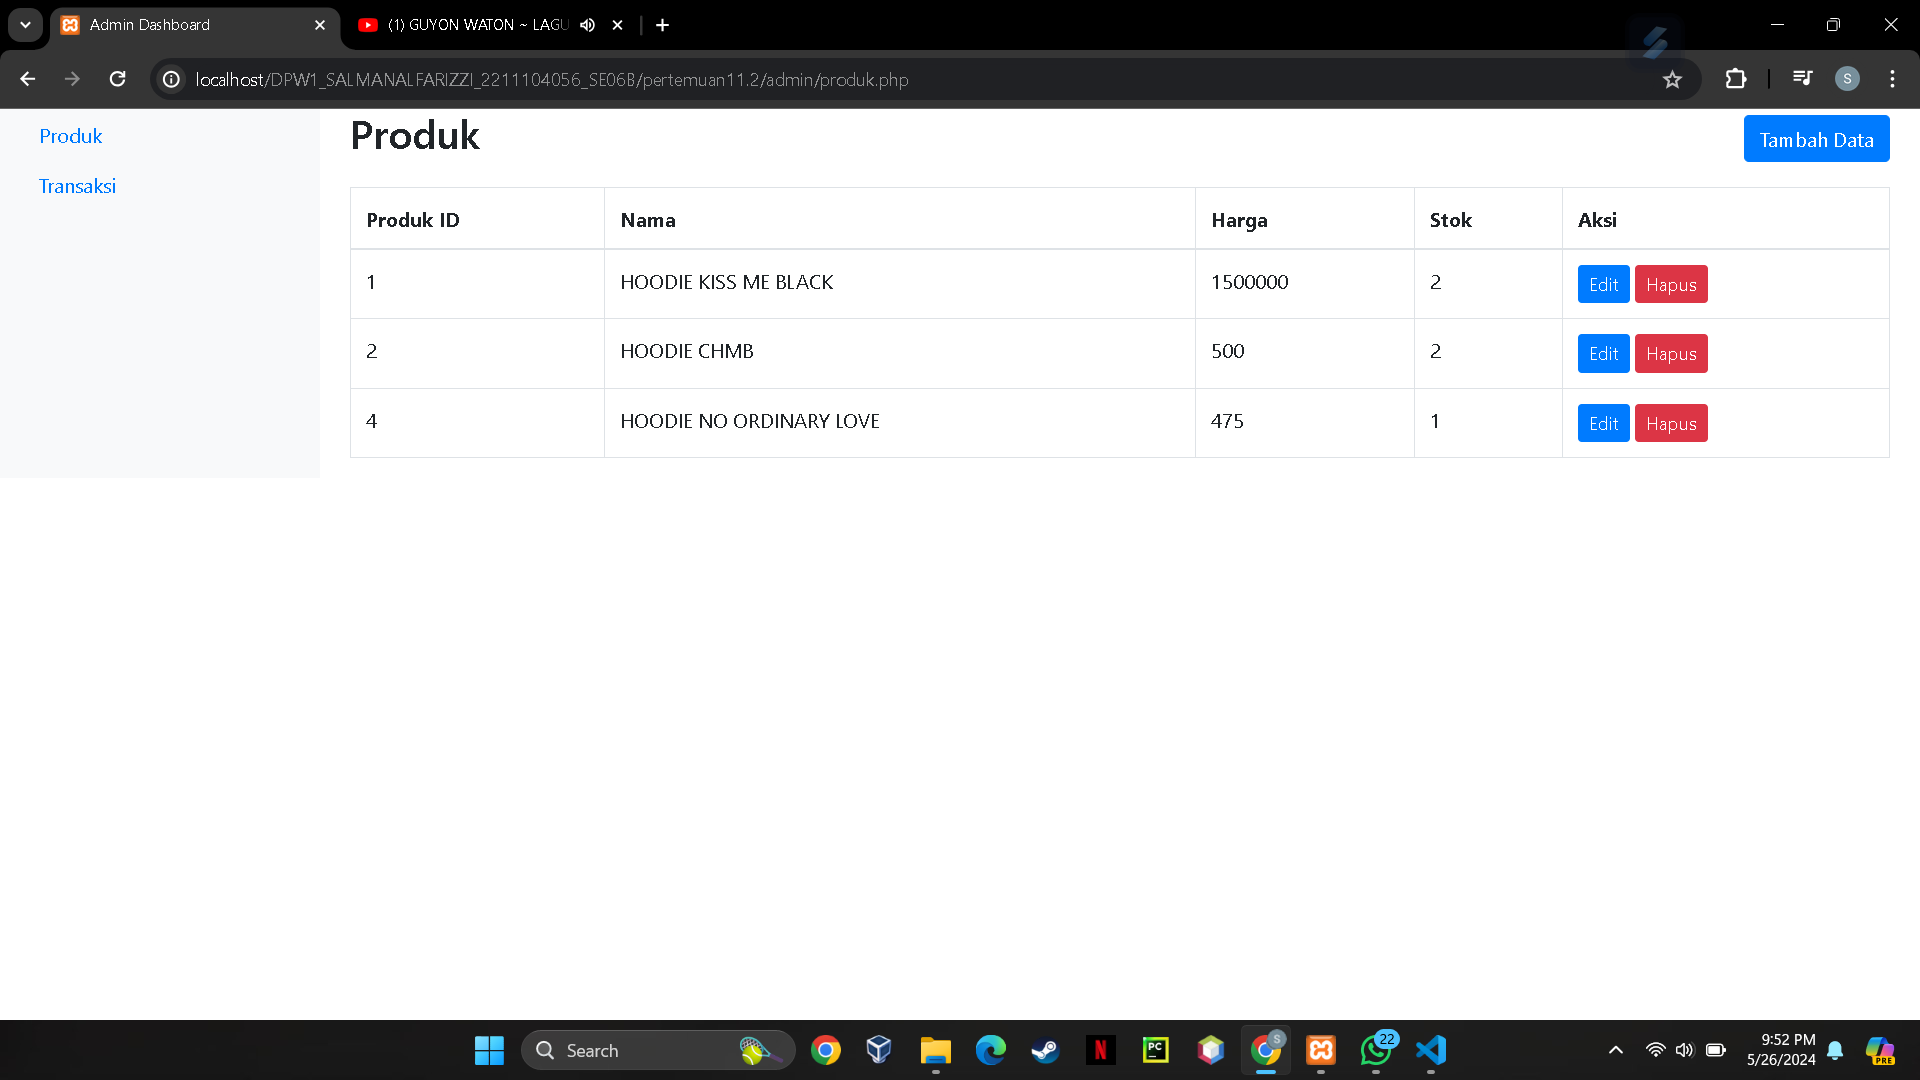 Admin Dashboard
(1) GUYON WATON ~ LAGU
localhost/DPW1_SALMANALFARIZZI_2211104056_SE06B/pertemuan11.2/admin/produk.php
S
Produk
Transaksi
Produk
Tambah Data
Produk ID Nama Harga Stok Aksi
1 HOODIE KISS ME BLACK 1500000 2 Edit Hapus
2 HOODIE CHMB 500 2 Edit Hapus
4 HOODIE NO ORDINARY LOVE 475 1 Edit Hapus
Search
N
PC
S
22
9:52 PM
5/26/2024
PRE